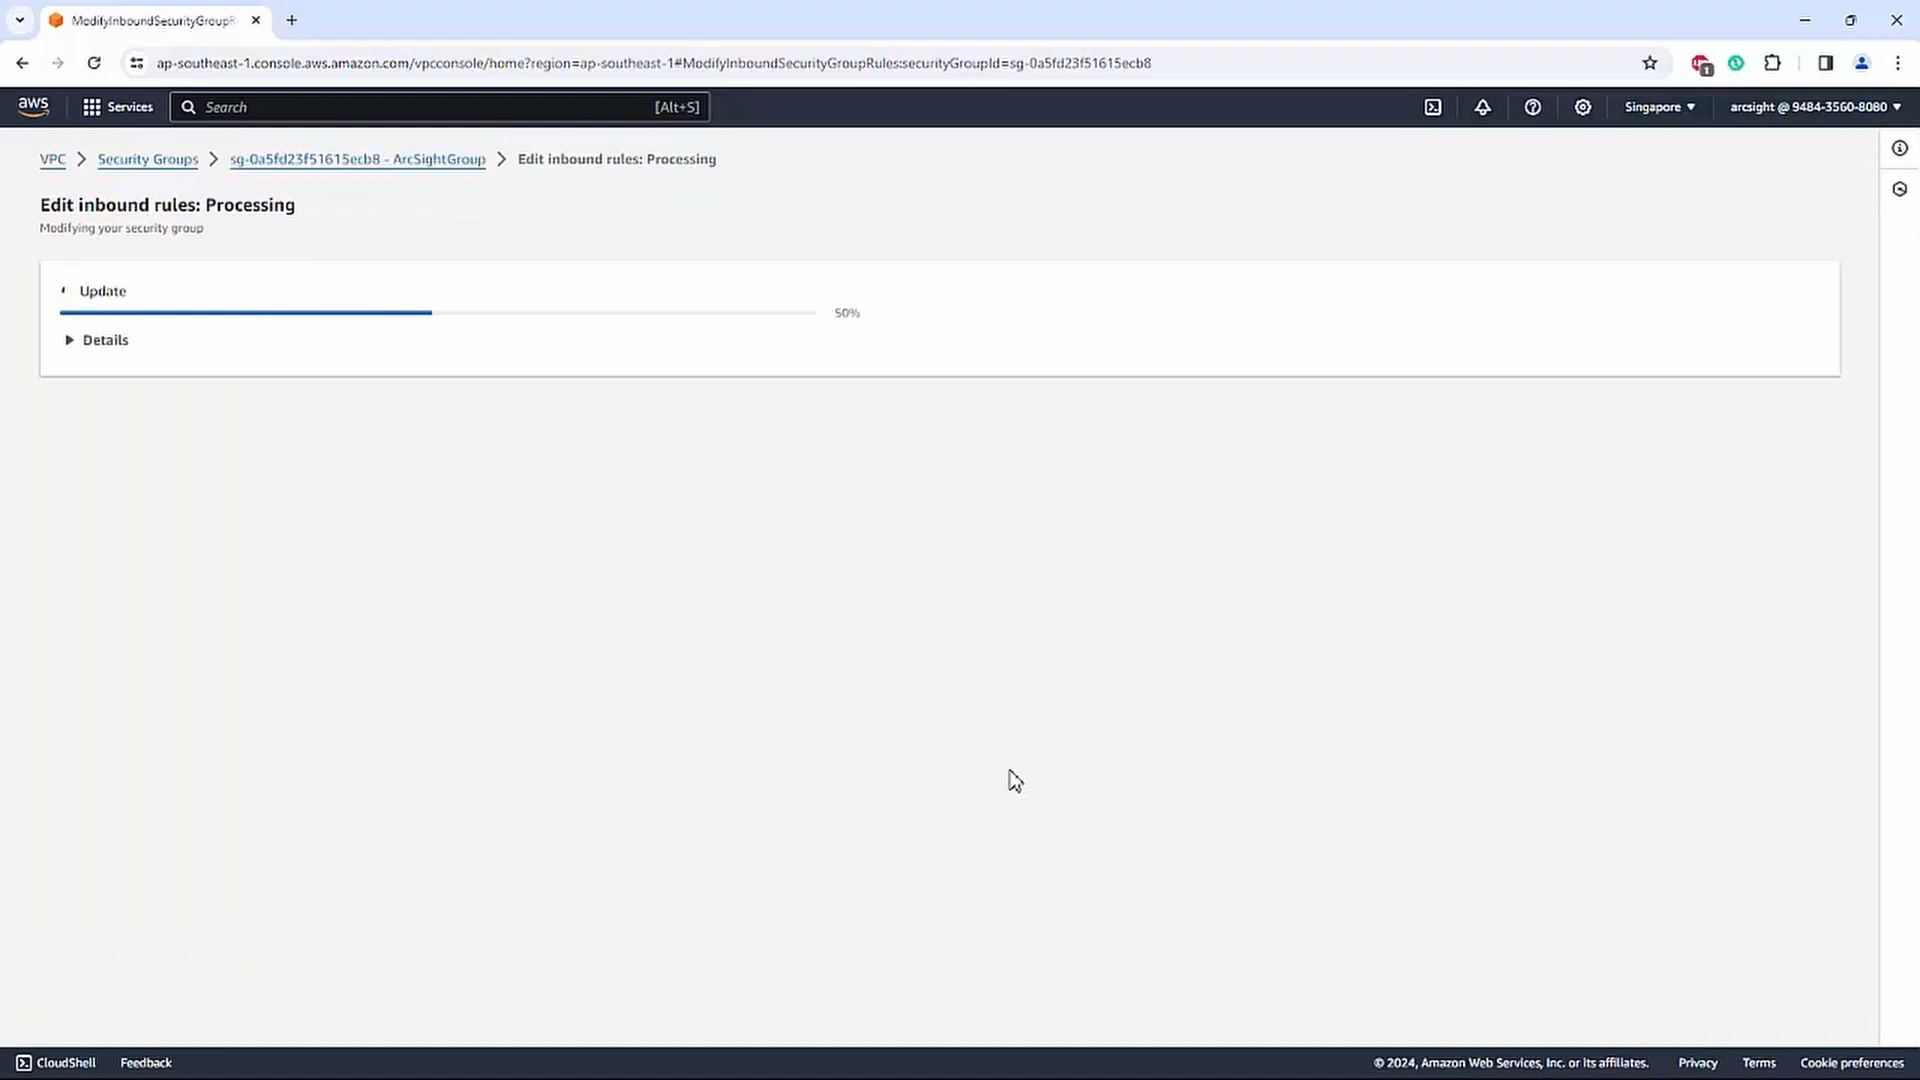 ModifyInboundSecurityGroupR
ap-southeast-1.console.aws.amazon.com/vpcconsole/home?region=ap-southeast-1#ModifyInboundSecurityGroupRules:securityGroupId=sg-0a5fd23f51615ecb8
1
aws
Services
Search
[Alt+S]
Singapore
arcsight @ 9484-3560-8080
VPC
Security Groups
sg-0a5fd23f51615ecb8 - ArcSightGroup
Edit inbound rules: Processing
Edit inbound rules: Processing
Modifying your security group
Update
50%
Details
CloudShell
Feedback
© 2024, Amazon Web Services, Inc. or its affiliates.
Privacy
Terms
Cookie preferences